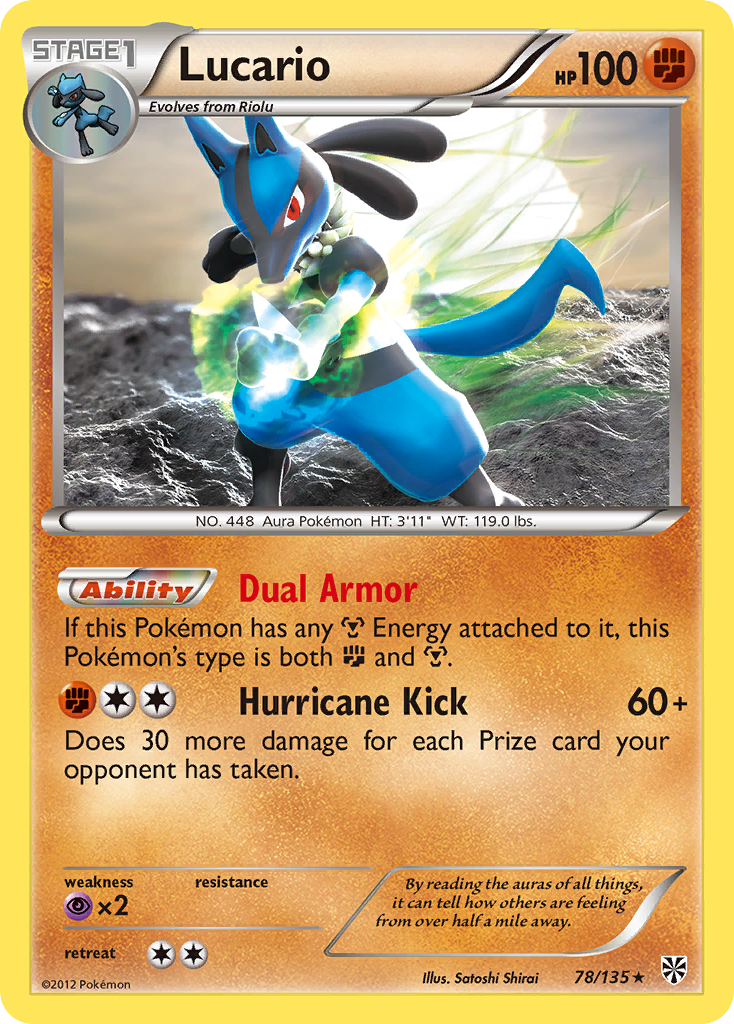 STAGE1
Lucario
HP100
Evolves from Riolu
NO. 448 Aura Pokémon HT: 3'11" WT: 119.0 lbs.
Ability Dual Armor
If this Pokémon has any Energy attached to it, this
Pokémon's type is both and .
Hurricane Kick 60+
Does 30 more damage for each Prize card your
opponent has taken.
weakness resistance
×2
retreat
By reading the auras of all things,
it can tell how others are feeling
from over half a mile away.
Illus. Satoshi Shirai 78/135★
©2012 Pokémon